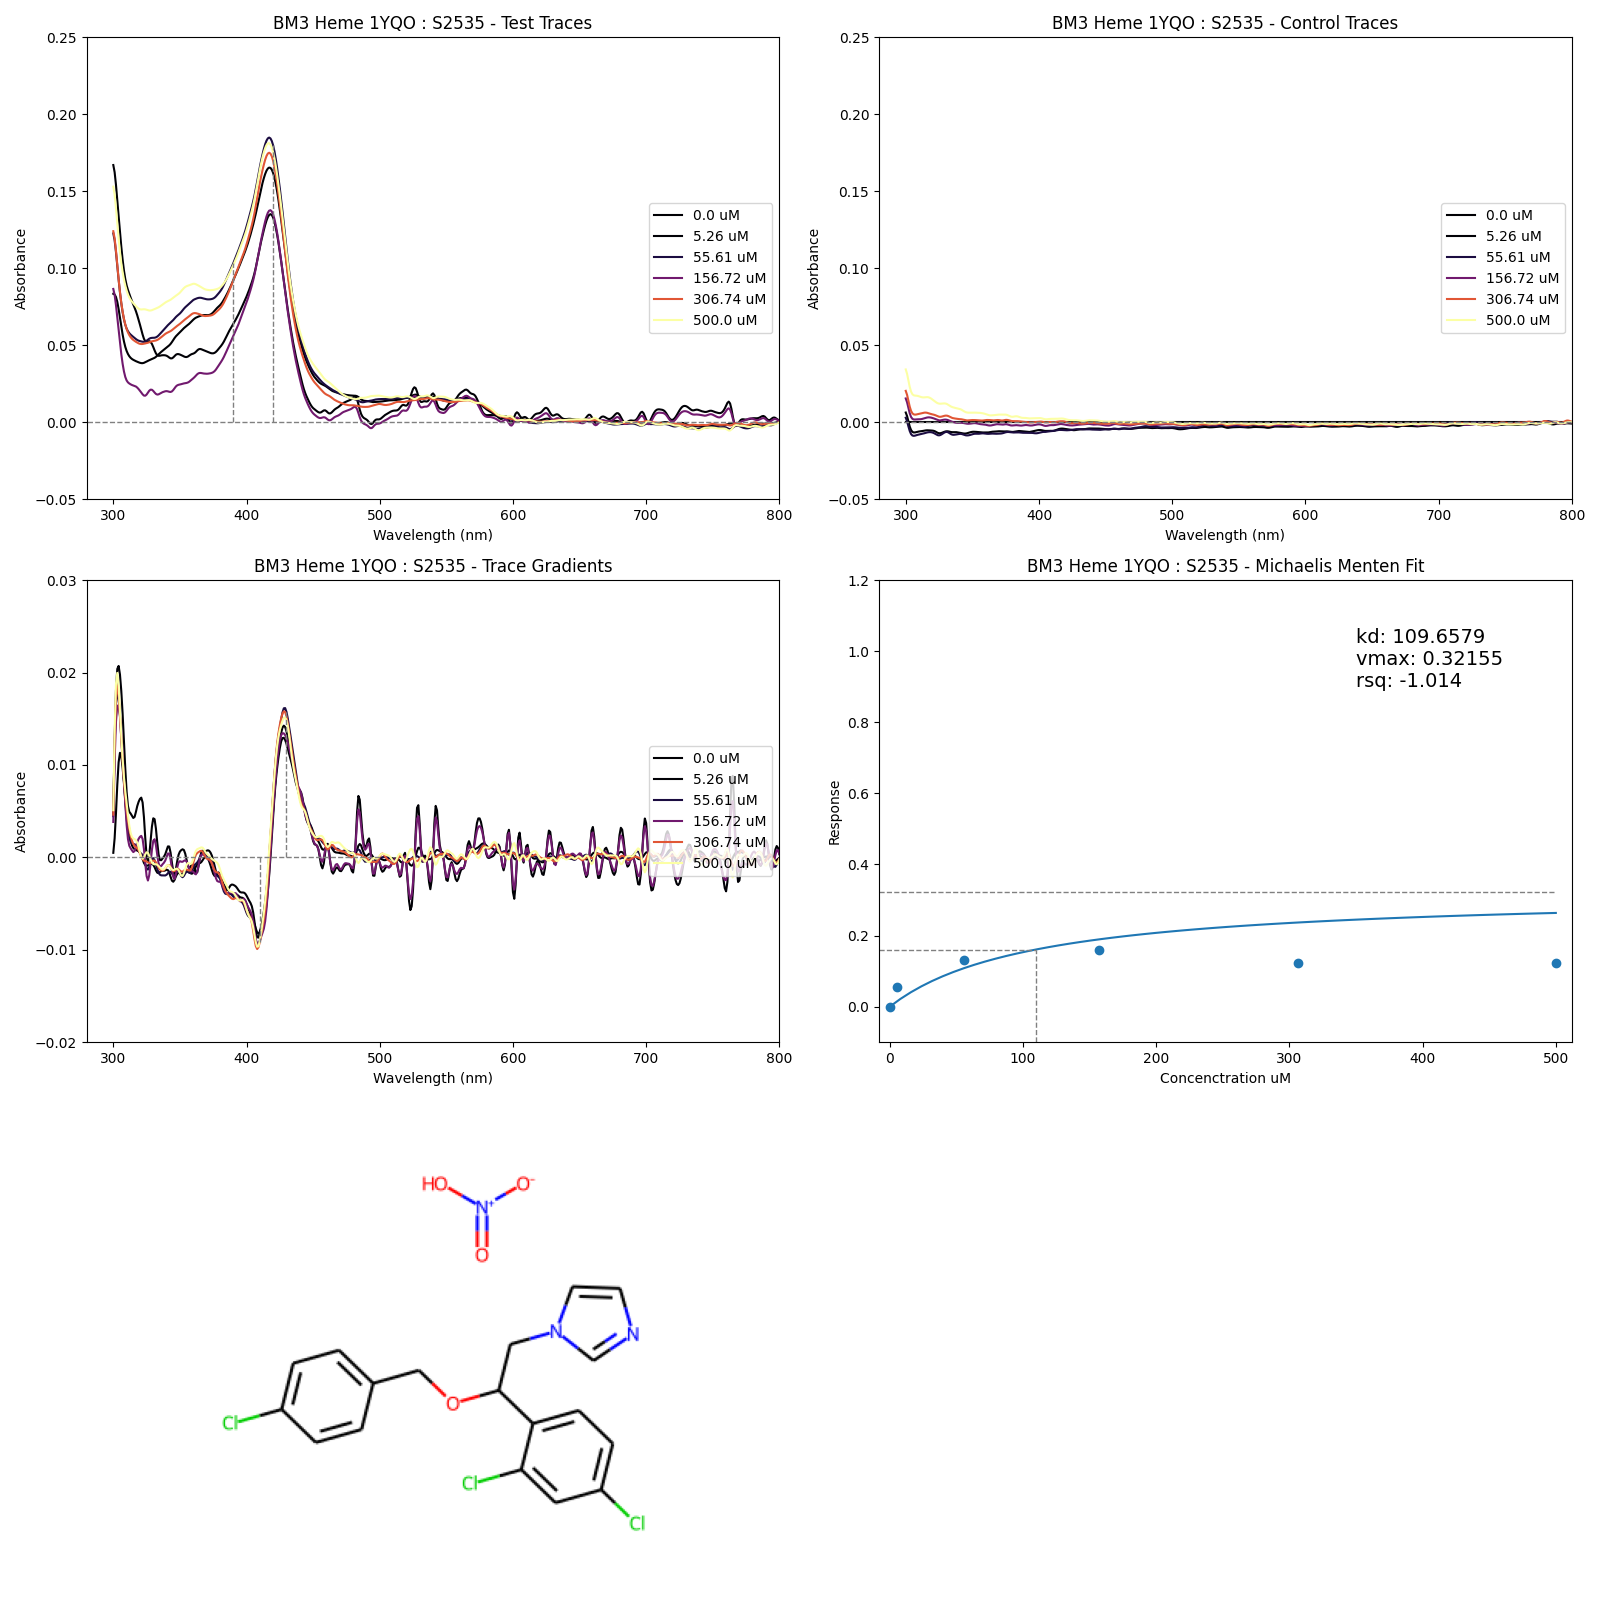 BM3 Heme 1YQO : S2535 - Test Traces
0.25
0.20
0.15
0.10
0.05
0.00
−0.05
Absorbance
300 400 500 600 700 800
Wavelength (nm)
0.0 uM
5.26 uM
55.61 uM
156.72 uM
306.74 uM
500.0 uM
BM3 Heme 1YQO : S2535 - Control Traces
0.25
0.20
0.15
0.10
0.05
0.00
−0.05
Absorbance
300 400 500 600 700 800
Wavelength (nm)
0.0 uM
5.26 uM
55.61 uM
156.72 uM
306.74 uM
500.0 uM
BM3 Heme 1YQO : S2535 - Trace Gradients
0.03
0.02
0.01
0.00
−0.01
−0.02
Absorbance
300 400 500 600 700 800
Wavelength (nm)
0.0 uM
5.26 uM
55.61 uM
156.72 uM
306.74 uM
500.0 uM
BM3 Heme 1YQO : S2535 - Michaelis Menten Fit
1.2
1.0
0.8
0.6
0.4
0.2
0.0
Response
0 100 200 300 400 500
Concenctration uM
kd: 109.6579
vmax: 0.32155
rsq: -1.014
HO N+ O-
O
N N
Cl O
Cl
Cl